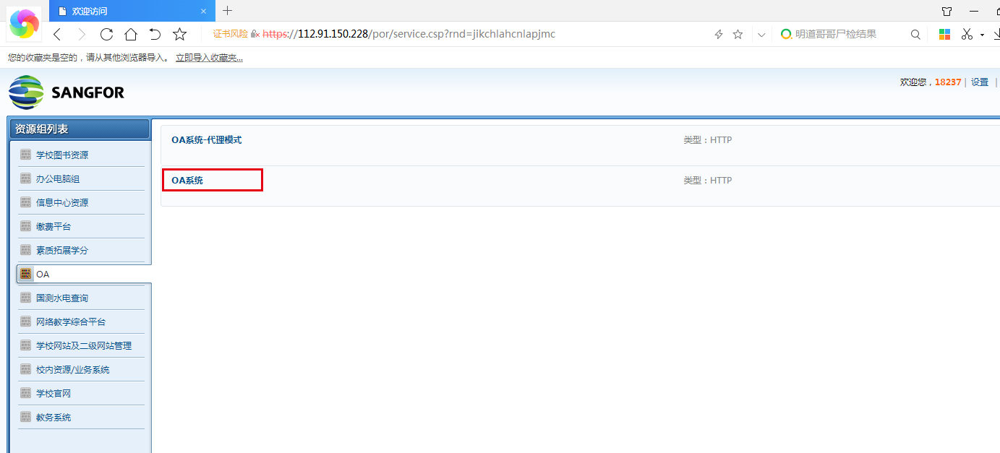 欢迎访问
证书风险 https://112.91.150.228/por/service.csp?rnd=jikchlahcnlapjmc
明道哥哥尸检结果
您的收藏夹是空的，请从其他浏览器导入。 立即导入收藏夹...
SANGFOR
欢迎您，18237 | 设置 |
资源组列表
学校图书资源
办公电脑组
信息中心资源
缴费平台
素质拓展学分
OA
国测水电查询
网络教学综合平台
学校网站及二级网站管理
校内资源/业务系统
学校官网
教务系统
OA系统-代理模式 类型：HTTP
OA系统 类型：HTTP